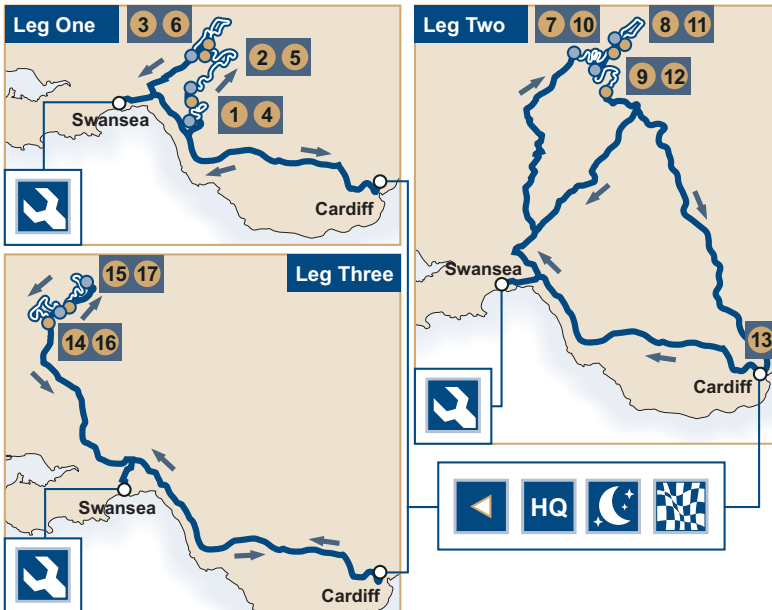 Leg One
3 6
2 5
1 4
Swansea
Cardiff
Leg Two
7 10
8 11
9 12
Swansea
13
Cardiff
Leg Three
15 17
14 16
Swansea
Cardiff
HQ